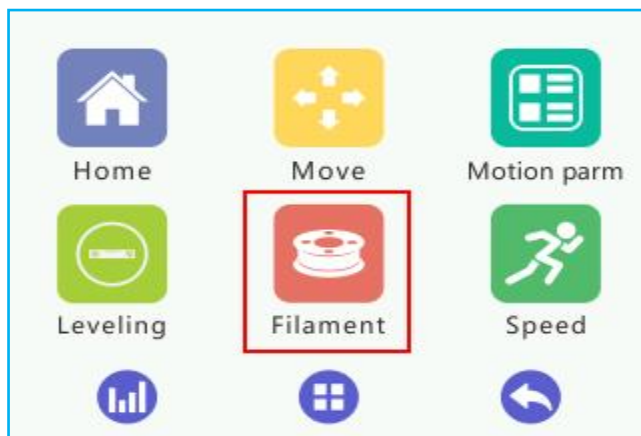 Home
Move
Motion parm
Leveling
Filament
Speed